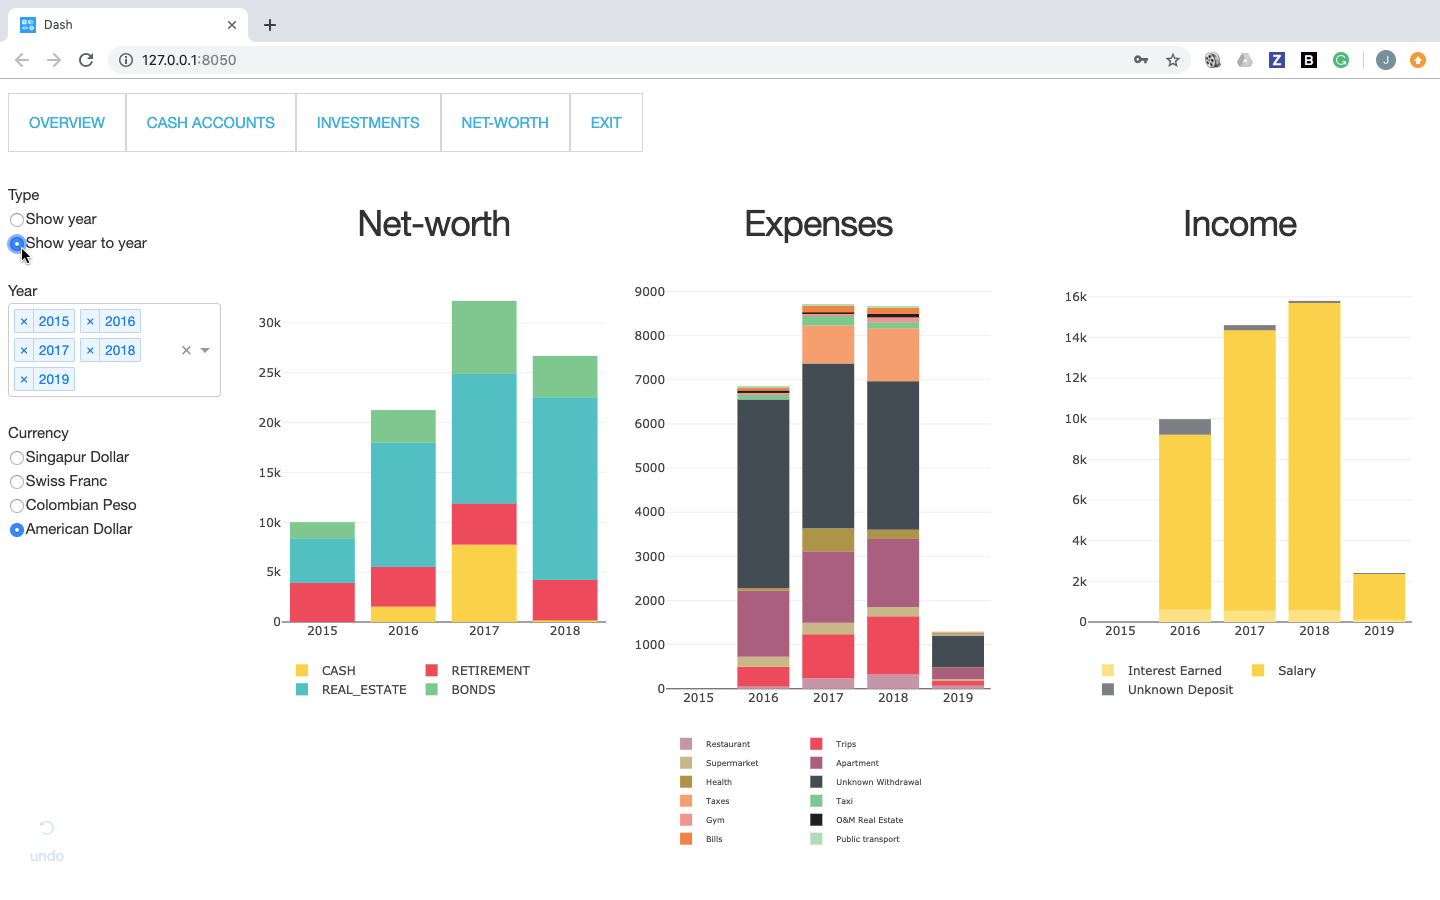 Dash
127.0.0.1:8050
J
OVERVIEW CASH ACCOUNTS INVESTMENTS NET-WORTH EXIT
Type
Show year
Show year to year
Year
× 2015 × 2016
× 2017 × 2018
× 2019
Currency
Singapur Dollar
Swiss Franc
Colombian Peso
American Dollar
undo
Net-worth
30k
25k
20k
15k
10k
5k
0
2015 2016 2017 2018
CASH RETIREMENT
REAL_ESTATE BONDS
Expenses
9000
8000
7000
6000
5000
4000
3000
2000
1000
0
2015 2016 2017 2018 2019
Restaurant Trips
Supermarket Apartment
Health Unknown Withdrawal
Taxes Taxi
Gym O&M Real Estate
Bills Public transport
Income
16k
14k
12k
10k
8k
6k
4k
2k
0
2015 2016 2017 2018 2019
Interest Earned Salary
Unknown Deposit